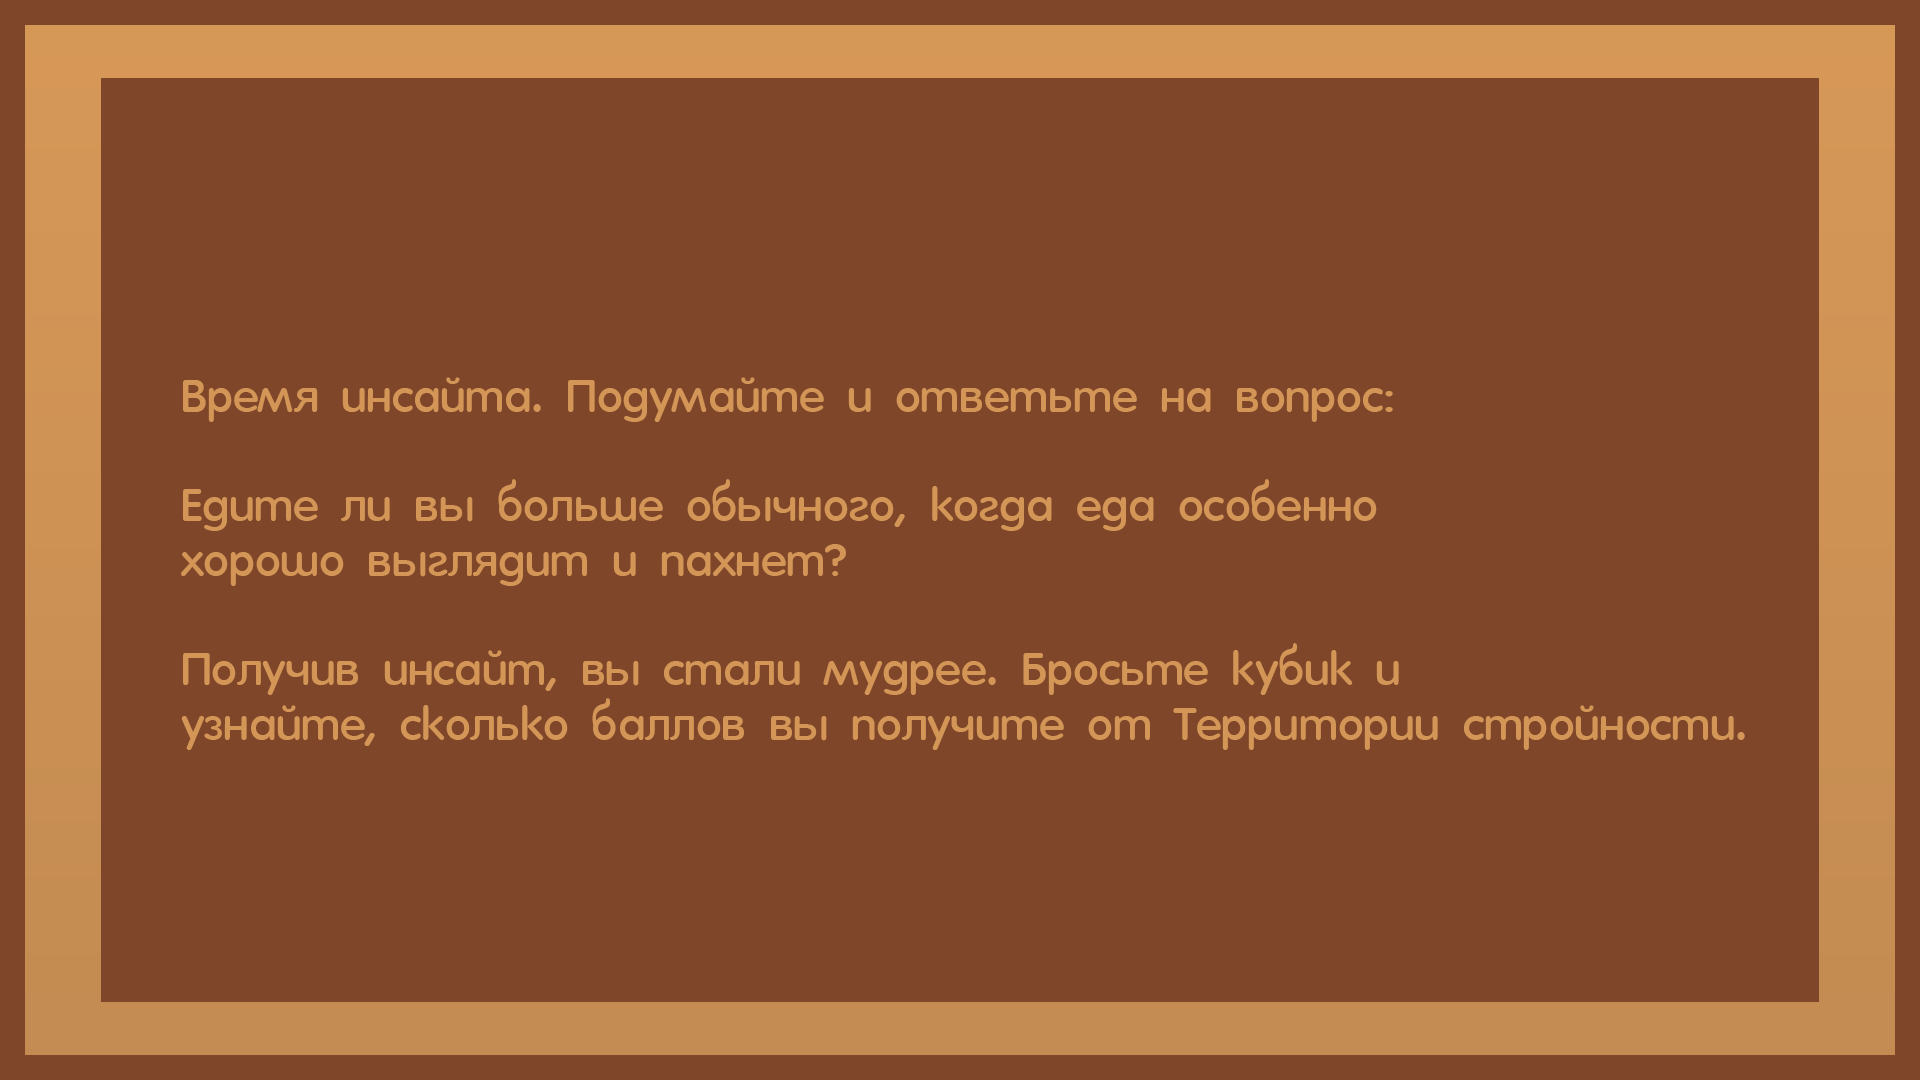 Время инсайта. Подумайте и ответьте на вопрос:
Едите ли вы больше обычного, когда еда особенно
хорошо выглядит и пахнет?
Получив инсайт, вы стали мудрее. Бросьте кубик и
узнайте, сколько баллов вы получите от Территории стройности.